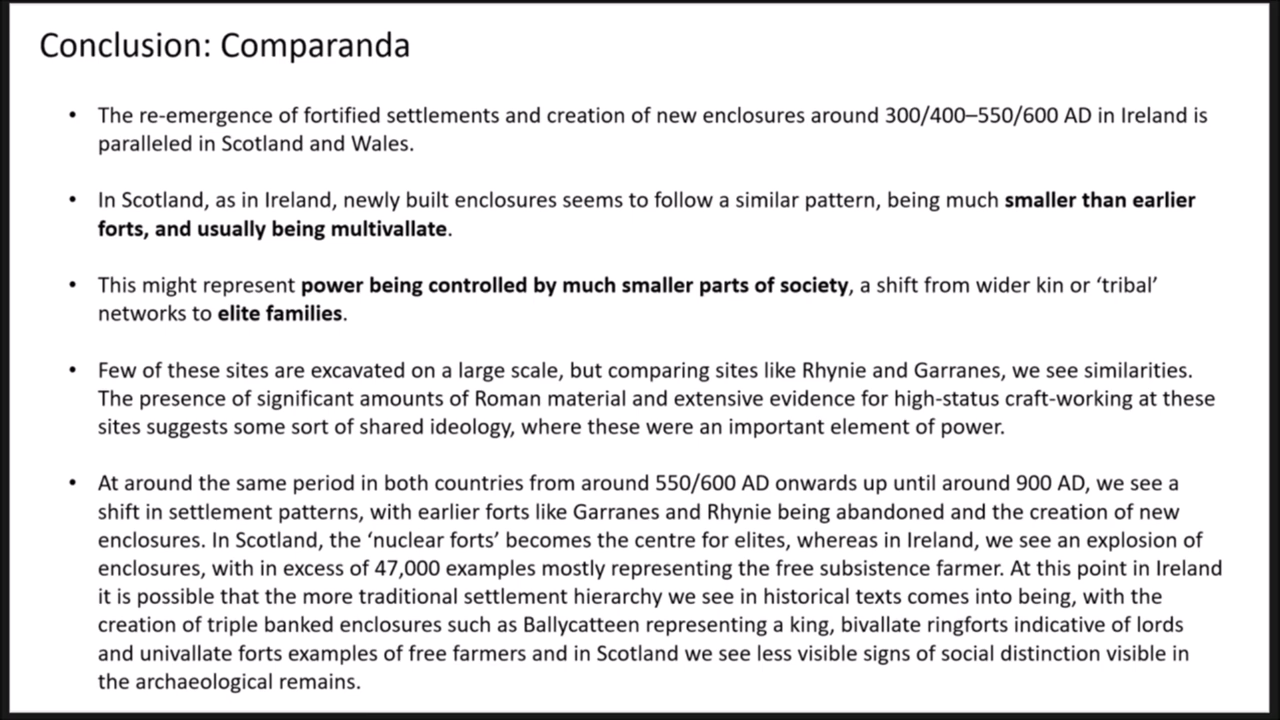 Conclusion: Comparanda
• The re-emergence of fortified settlements and creation of new enclosures around 300/400–550/600 AD in Ireland is
paralleled in Scotland and Wales.
• In Scotland, as in Ireland, newly built enclosures seems to follow a similar pattern, being much smaller than earlier
forts, and usually being multivallate.
• This might represent power being controlled by much smaller parts of society, a shift from wider kin or ‘tribal’
networks to elite families.
• Few of these sites are excavated on a large scale, but comparing sites like Rhynie and Garranes, we see similarities.
The presence of significant amounts of Roman material and extensive evidence for high-status craft-working at these
sites suggests some sort of shared ideology, where these were an important element of power.
• At around the same period in both countries from around 550/600 AD onwards up until around 900 AD, we see a
shift in settlement patterns, with earlier forts like Garranes and Rhynie being abandoned and the creation of new
enclosures. In Scotland, the ‘nuclear forts’ becomes the centre for elites, whereas in Ireland, we see an explosion of
enclosures, with in excess of 47,000 examples mostly representing the free subsistence farmer. At this point in Ireland
it is possible that the more traditional settlement hierarchy we see in historical texts comes into being, with the
creation of triple banked enclosures such as Ballycatteen representing a king, bivallate ringforts indicative of lords
and univallate forts examples of free farmers and in Scotland we see less visible signs of social distinction visible in
the archaeological remains.